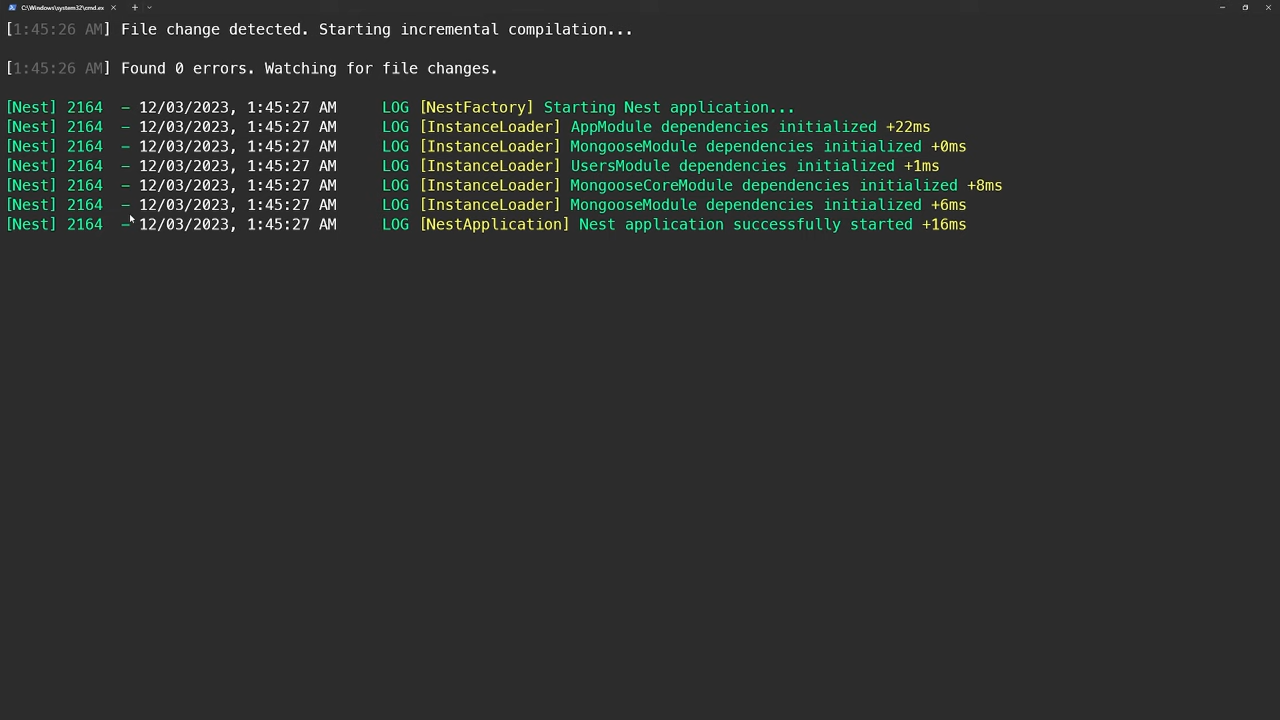 C:\Windows\system32\cmd.ex
[1:45:26 AM] File change detected. Starting incremental compilation...
[1:45:26 AM] Found 0 errors. Watching for file changes.
[Nest] 2164  - 12/03/2023, 1:45:27 AM     LOG [NestFactory] Starting Nest application...
[Nest] 2164  - 12/03/2023, 1:45:27 AM     LOG [InstanceLoader] AppModule dependencies initialized +22ms
[Nest] 2164  - 12/03/2023, 1:45:27 AM     LOG [InstanceLoader] MongooseModule dependencies initialized +0ms
[Nest] 2164  - 12/03/2023, 1:45:27 AM     LOG [InstanceLoader] UsersModule dependencies initialized +1ms
[Nest] 2164  - 12/03/2023, 1:45:27 AM     LOG [InstanceLoader] MongooseCoreModule dependencies initialized +8ms
[Nest] 2164  - 12/03/2023, 1:45:27 AM     LOG [InstanceLoader] MongooseModule dependencies initialized +6ms
[Nest] 2164  - 12/03/2023, 1:45:27 AM     LOG [NestApplication] Nest application successfully started +16ms